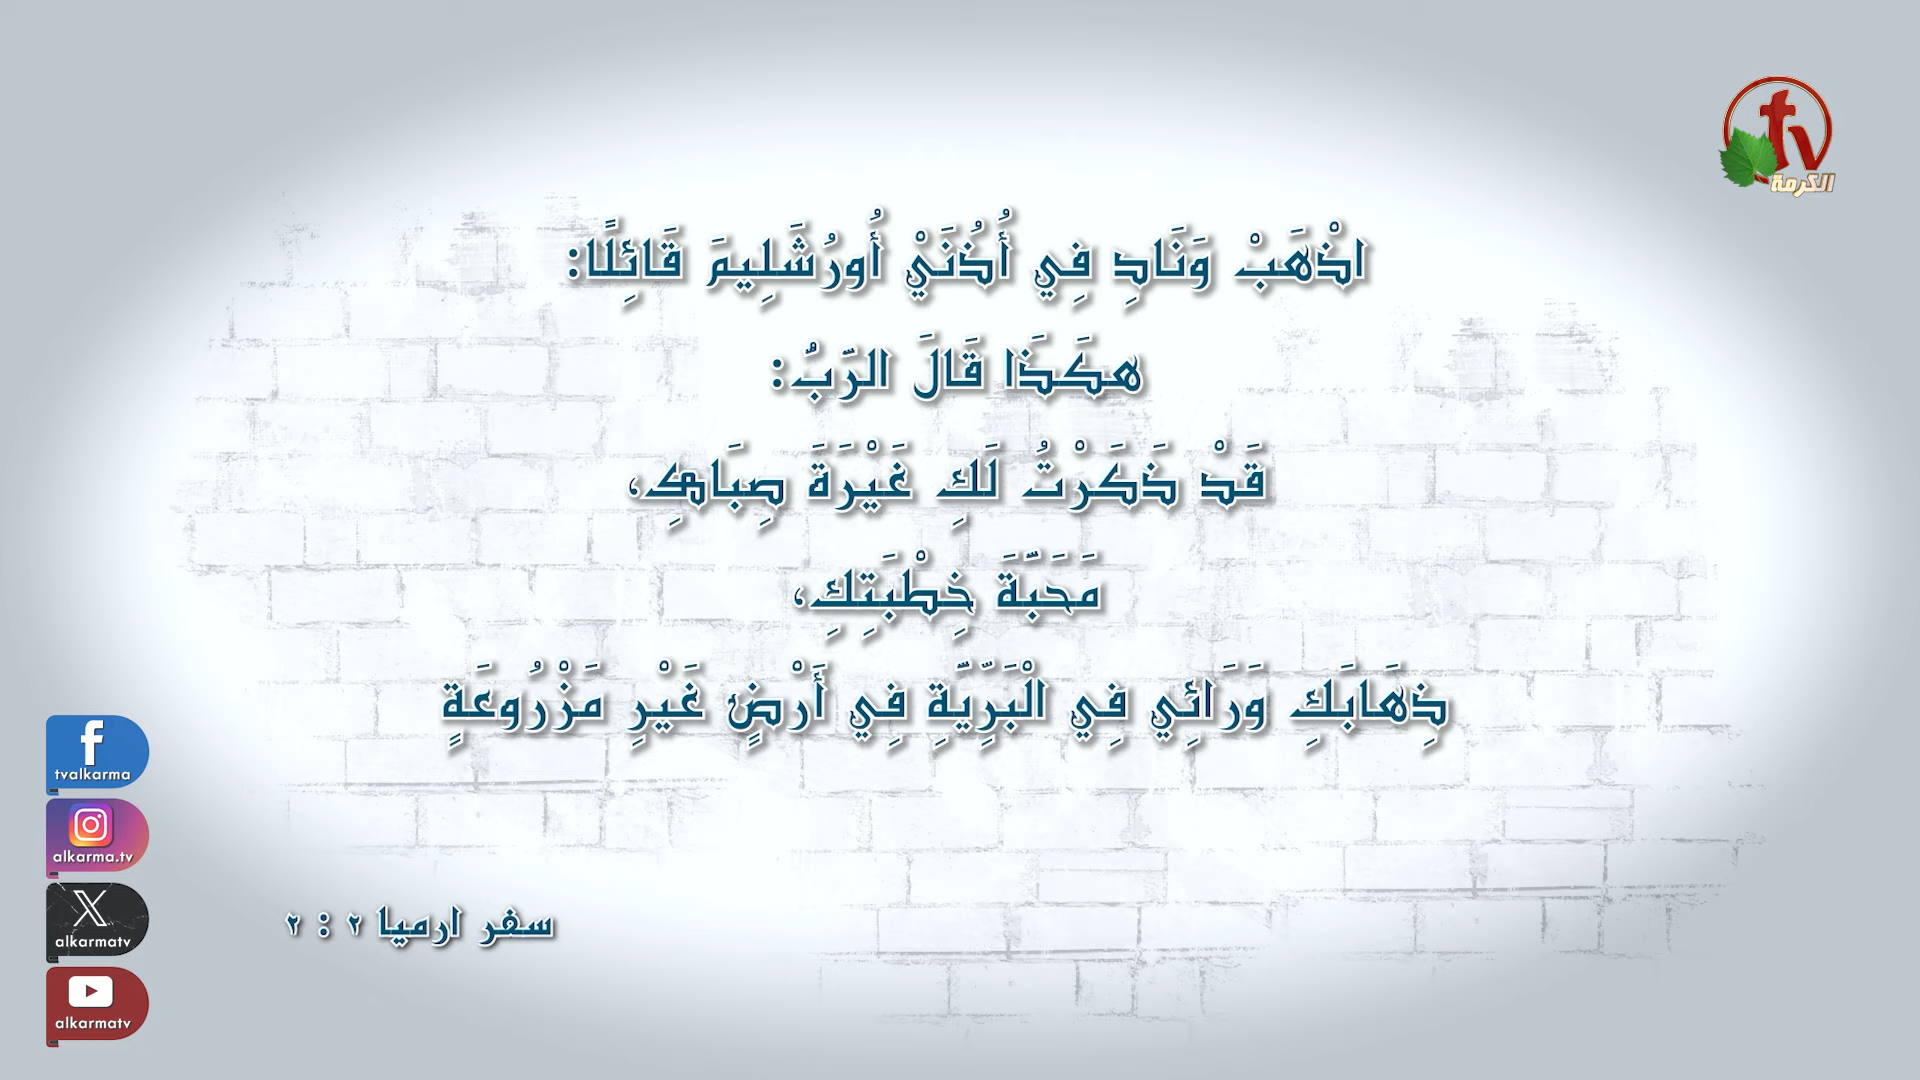 tv
الكرمة
اذْهَبْ وَنَادِ فِي أُذُنَيْ أُورُشَلِيمَ قَائِلًا:
هكَذَا قَالَ الرَّبُّ:
قَدْ ذَكَرْتُ لَكِ غَيْرَةَ صِبَاكِ،
مَحَبَّةَ خِطْبَتِكِ،
ذِهَابَكِ وَرَائِي فِي الْبَرِّيَّةِ فِي أَرْضٍ غَيْرِ مَزْرُوعَةٍ
سفر ارميا ٢ : ٢
tvalkarma
alkarma.tv
alkarmatv
alkarmatv